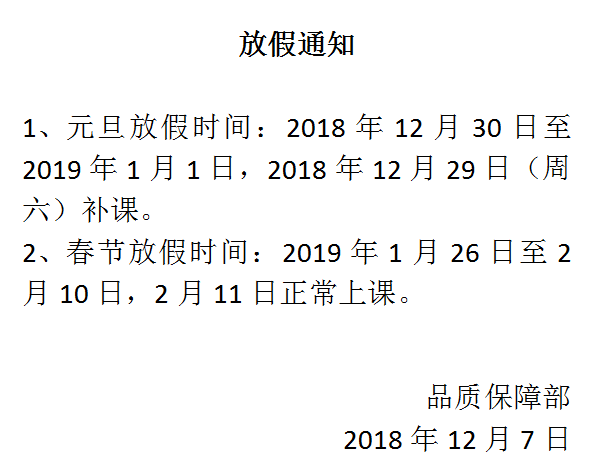 放假通知
1、元旦放假时间：2018 年 12 月 30 日至
2019 年 1 月 1 日，2018 年 12 月 29 日（周
六）补课。
2、春节放假时间：2019 年 1 月 26 日至 2
月 10 日，2 月 11 日正常上课。
品质保障部
2018 年 12 月 7 日